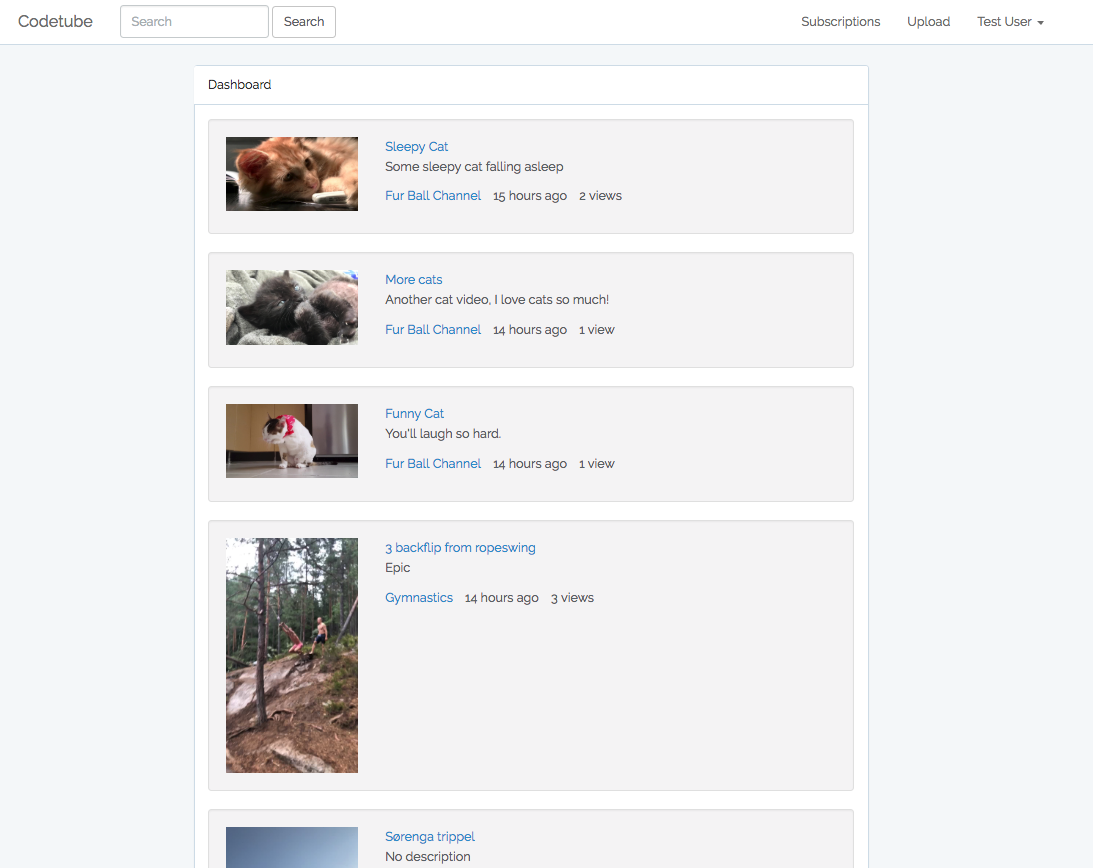 Codetube Search Search Subscriptions Upload Test User
Dashboard
Sleepy Cat
Some sleepy cat falling asleep
Fur Ball Channel 15 hours ago 2 views
More cats
Another cat video, I love cats so much!
Fur Ball Channel 14 hours ago 1 view
Funny Cat
You'll laugh so hard.
Fur Ball Channel 14 hours ago 1 view
3 backflip from ropeswing
Epic
Gymnastics 14 hours ago 3 views
Sørenga trippel
No description